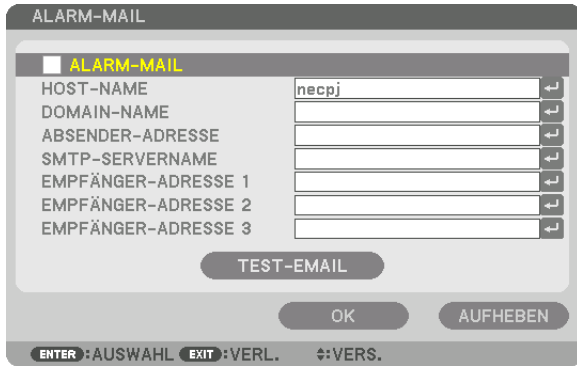 ALARM-MAIL
ALARM-MAIL
HOST-NAME necpj
DOMAIN-NAME
ABSENDER-ADRESSE
SMTP-SERVERNAME
EMPFÄNGER-ADRESSE 1
EMPFÄNGER-ADRESSE 2
EMPFÄNGER-ADRESSE 3
TEST-EMAIL
OK AUFHEBEN
ENTER :AUSWAHL EXIT :VERL. :VERS.